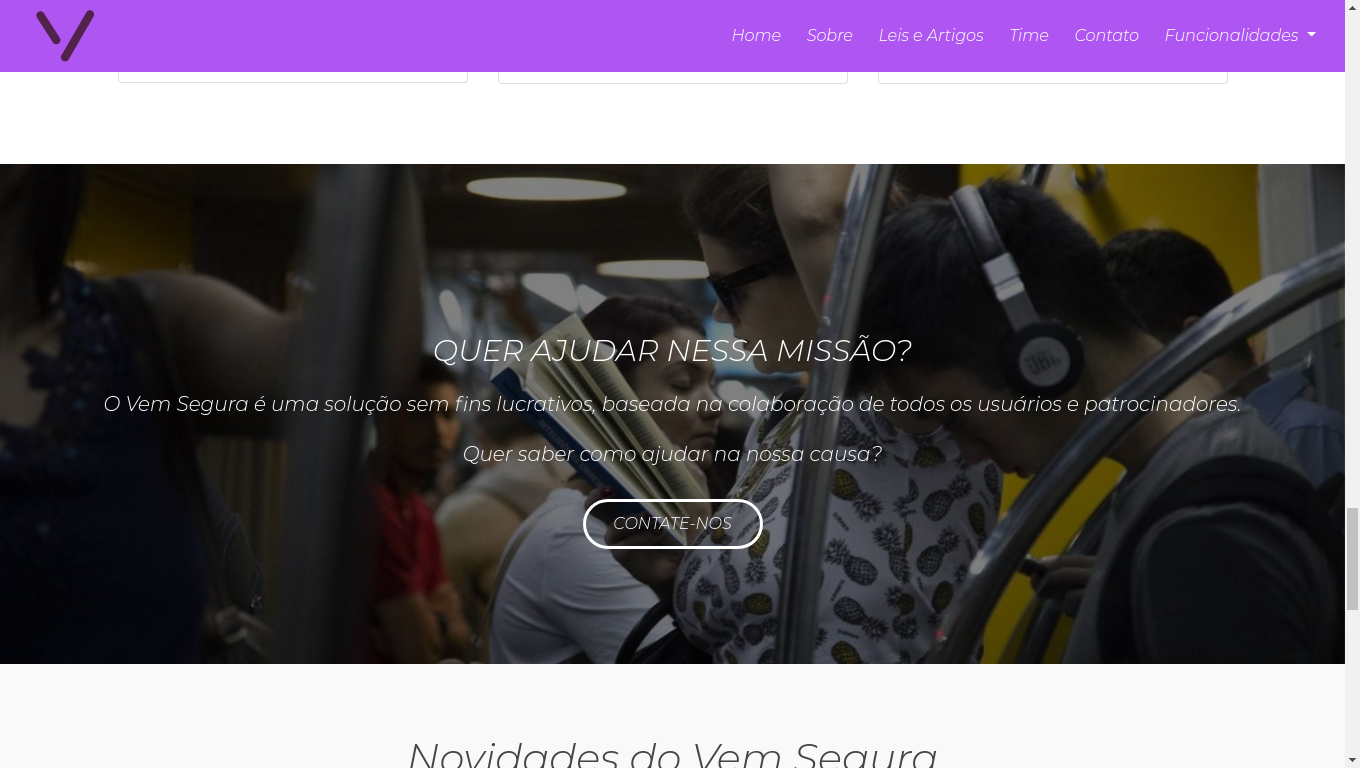 Home Sobre Leis e Artigos Time Contato Funcionalidades
QUER AJUDAR NESSA MISSÃO?
O Vem Segura é uma solução sem fins lucrativos, baseada na colaboração de todos os usuários e patrocinadores.
Quer saber como ajudar na nossa causa?
CONTATE-NOS
JBL
Novidades do Vem Segura